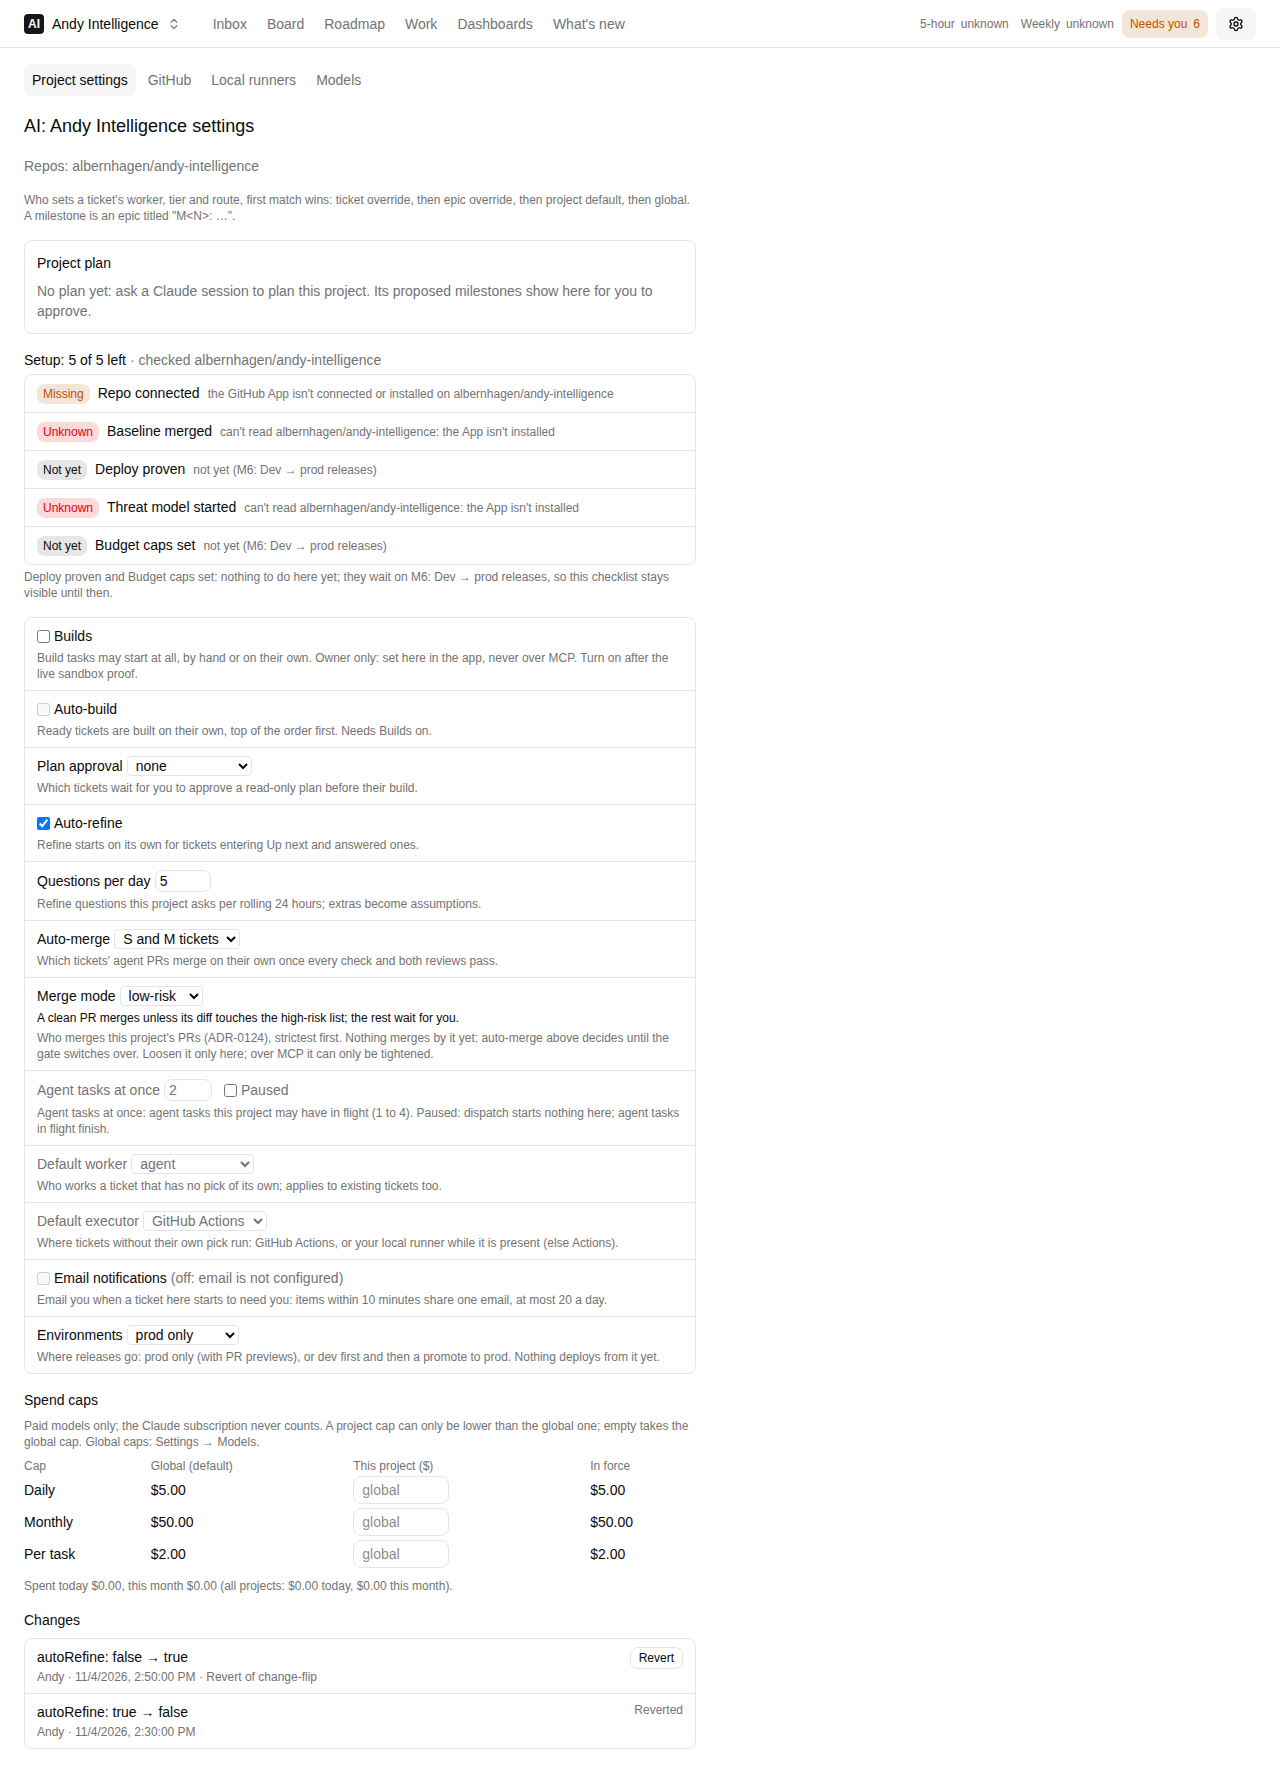 AI Andy Intelligence Inbox Board Roadmap Work Dashboards What's new 5-hour unknown Weekly unknown Needs you 6
Project settings GitHub Local runners Models
AI: Andy Intelligence settings
Repos: albernhagen/andy-intelligence
Who sets a ticket's worker, tier and route, first match wins: ticket override, then epic override, then project default, then global.
A milestone is an epic titled "M<N>: …".
Project plan
No plan yet: ask a Claude session to plan this project. Its proposed milestones show here for you to
approve.
Setup: 5 of 5 left · checked albernhagen/andy-intelligence
Missing Repo connected the GitHub App isn't connected or installed on albernhagen/andy-intelligence
Unknown Baseline merged can't read albernhagen/andy-intelligence: the App isn't installed
Not yet Deploy proven not yet (M6: Dev → prod releases)
Unknown Threat model started can't read albernhagen/andy-intelligence: the App isn't installed
Not yet Budget caps set not yet (M6: Dev → prod releases)
Deploy proven and Budget caps set: nothing to do here yet; they wait on M6: Dev → prod releases, so this checklist stays
visible until then.
Builds
Build tasks may start at all, by hand or on their own. Owner only: set here in the app, never over MCP. Turn on after the
live sandbox proof.
Auto-build
Ready tickets are built on their own, top of the order first. Needs Builds on.
Plan approval none
Which tickets wait for you to approve a read-only plan before their build.
Auto-refine
Refine starts on its own for tickets entering Up next and answered ones.
Questions per day 5
Refine questions this project asks per rolling 24 hours; extras become assumptions.
Auto-merge S and M tickets
Which tickets' agent PRs merge on their own once every check and both reviews pass.
Merge mode low-risk
A clean PR merges unless its diff touches the high-risk list; the rest wait for you.
Who merges this project's PRs (ADR-0124), strictest first. Nothing merges by it yet: auto-merge above decides until the
gate switches over. Loosen it only here; over MCP it can only be tightened.
Agent tasks at once 2 Paused
Agent tasks at once: agent tasks this project may have in flight (1 to 4). Paused: dispatch starts nothing here; agent tasks
in flight finish.
Default worker agent
Who works a ticket that has no pick of its own; applies to existing tickets too.
Default executor GitHub Actions
Where tickets without their own pick run: GitHub Actions, or your local runner while it is present (else Actions).
Email notifications (off: email is not configured)
Email you when a ticket here starts to need you: items within 10 minutes share one email, at most 20 a day.
Environments prod only
Where releases go: prod only (with PR previews), or dev first and then a promote to prod. Nothing deploys from it yet.
Spend caps
Paid models only; the Claude subscription never counts. A project cap can only be lower than the global one; empty takes the
global cap. Global caps: Settings → Models.
Cap Global (default) This project ($) In force
Daily $5.00 global $5.00
Monthly $50.00 global $50.00
Per task $2.00 global $2.00
Spent today $0.00, this month $0.00 (all projects: $0.00 today, $0.00 this month).
Changes
autoRefine: false → true Revert
Andy · 11/4/2026, 2:50:00 PM · Revert of change-flip
autoRefine: true → false Reverted
Andy · 11/4/2026, 2:30:00 PM